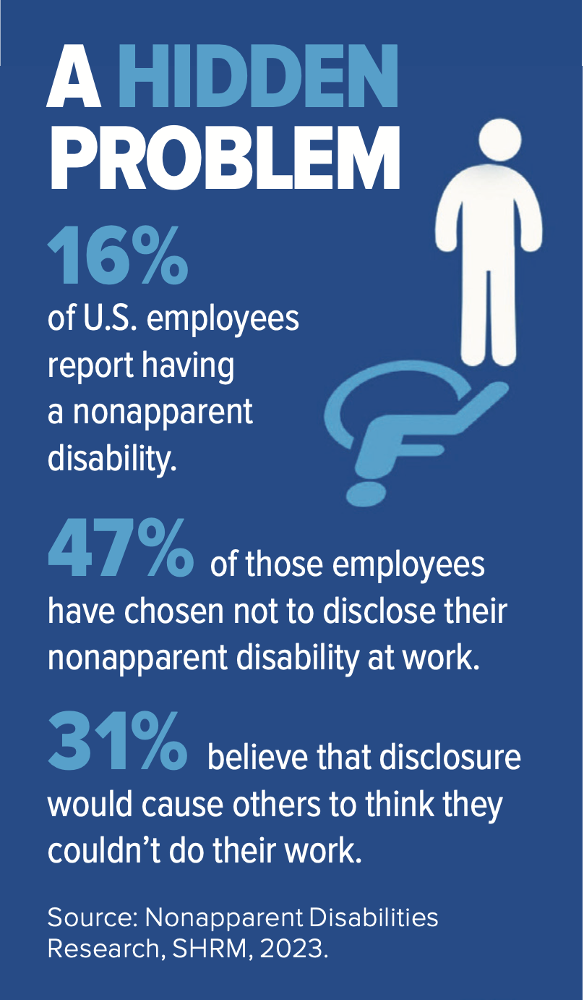 A HIDDEN
PROBLEM
16%
of U.S. employees
report having
a nonapparent
disability.
47% of those employees
have chosen not to disclose their
nonapparent disability at work.
31% believe that disclosure
would cause others to think they
couldn’t do their work.
Source: Nonapparent Disabilities
Research, SHRM, 2023.